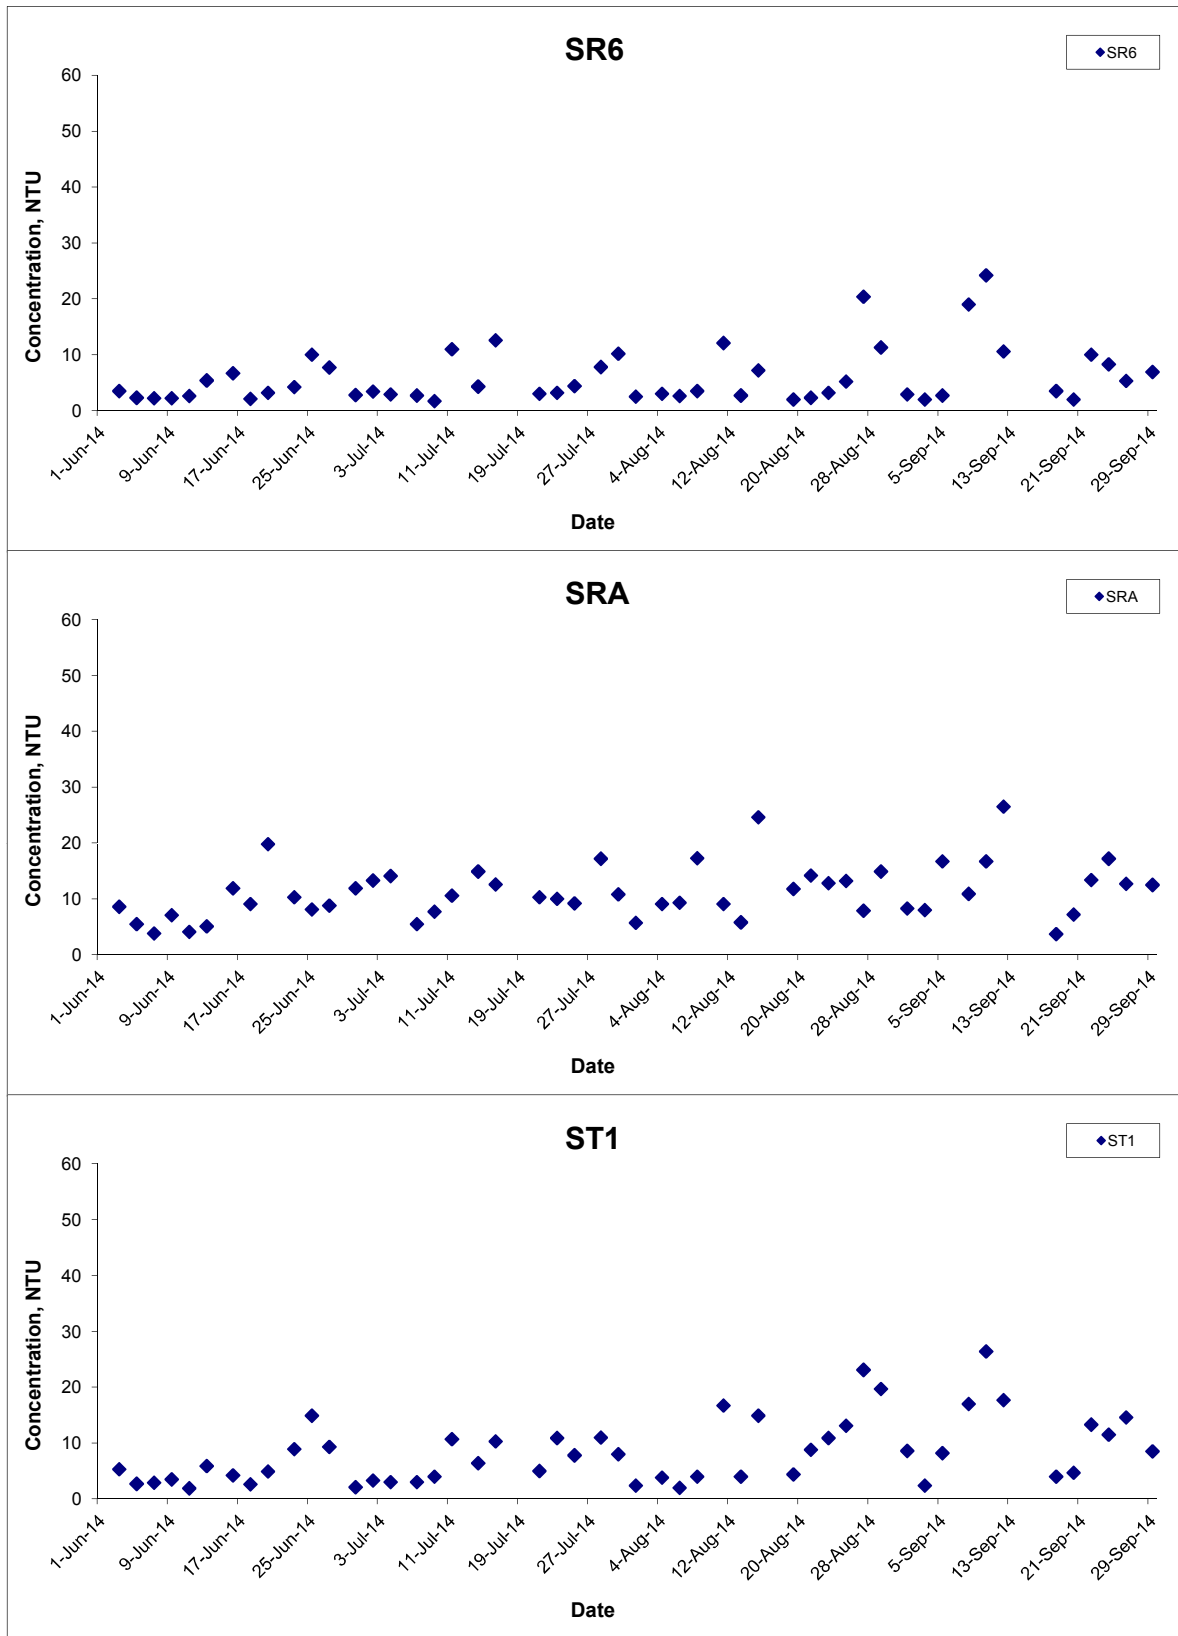 SR6
SR6
Concentration, NTU
60
50
40
30
20
10
0
1-Jun-14 9-Jun-14 17-Jun-14 25-Jun-14 3-Jul-14 11-Jul-14 19-Jul-14 27-Jul-14 4-Aug-14 12-Aug-14 20-Aug-14 28-Aug-14 5-Sep-14 13-Sep-14 21-Sep-14 29-Sep-14
Date
SRA
SRA
Concentration, NTU
60
50
40
30
20
10
0
1-Jun-14 9-Jun-14 17-Jun-14 25-Jun-14 3-Jul-14 11-Jul-14 19-Jul-14 27-Jul-14 4-Aug-14 12-Aug-14 20-Aug-14 28-Aug-14 5-Sep-14 13-Sep-14 21-Sep-14 29-Sep-14
Date
ST1
ST1
Concentration, NTU
60
50
40
30
20
10
0
1-Jun-14 9-Jun-14 17-Jun-14 25-Jun-14 3-Jul-14 11-Jul-14 19-Jul-14 27-Jul-14 4-Aug-14 12-Aug-14 20-Aug-14 28-Aug-14 5-Sep-14 13-Sep-14 21-Sep-14 29-Sep-14
Date